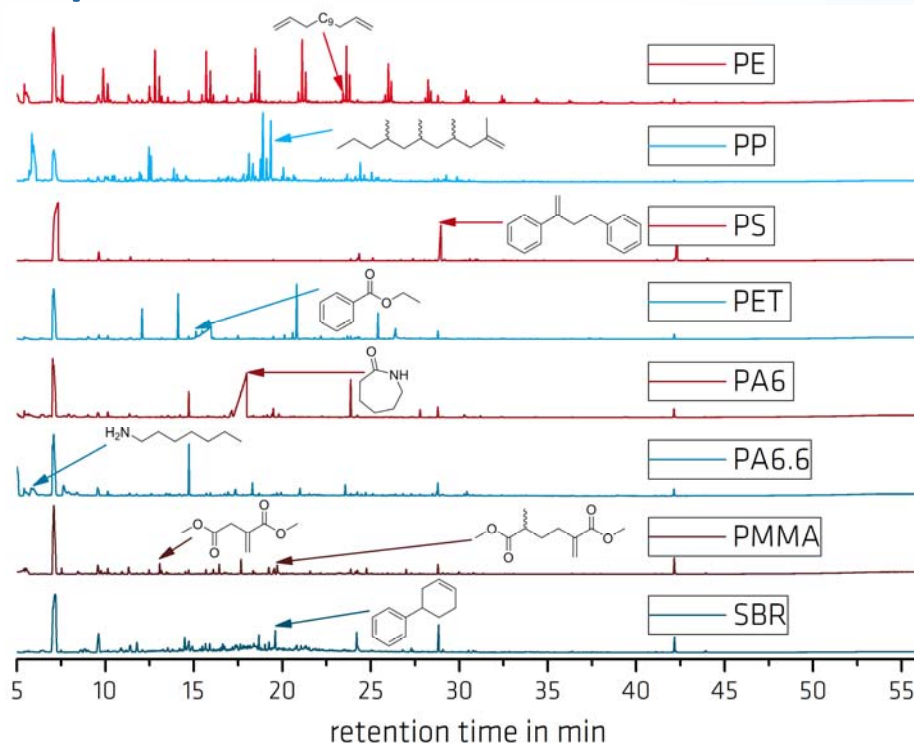 C9
PE
PP
PS
O
O
PET
O
NH
PA6
H2N
PA6.6
O
O
O
O
O
O
O
O
PMMA
SBR
5 10 15 20 25 30 35 40 45 50 55
retention time in min